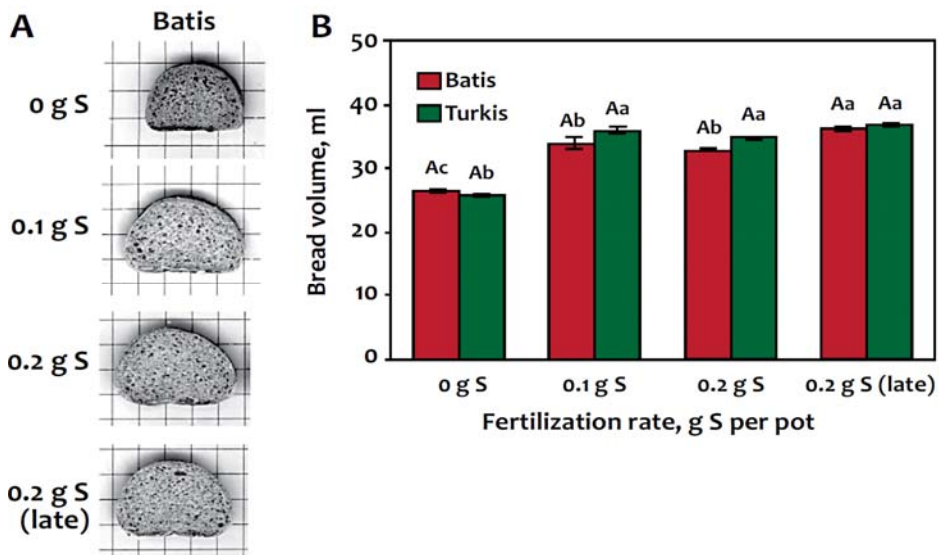 A
Batis
0 g S
0.1 g S
0.2 g S
0.2 g S
(late)
B
50
40
30
20
10
0
Bread volume, ml
Batis
Turkis
Ac
Ab
Ab
Aa
Ab
Aa
Aa
Aa
0 g S
0.1 g S
0.2 g S
0.2 g S (late)
Fertilization rate, g S per pot